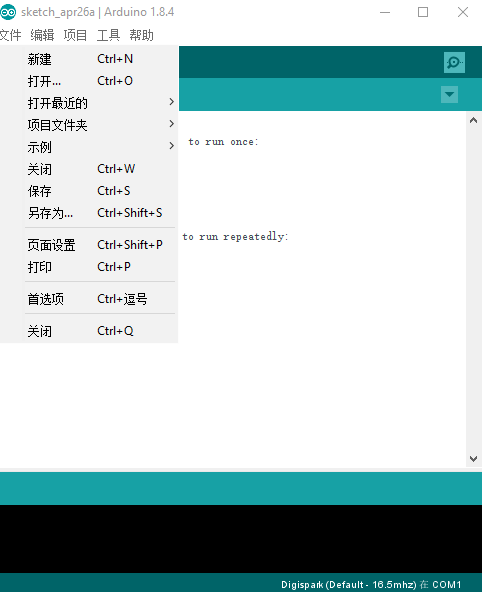 sketch_apr26a | Arduino 1.8.4
文件 编辑 项目 工具 帮助
新建 Ctrl+N
打开... Ctrl+O
打开最近的
项目文件夹
示例
to run once:
关闭 Ctrl+W
保存 Ctrl+S
另存为... Ctrl+Shift+S
to run repeatedly:
页面设置 Ctrl+Shift+P
打印 Ctrl+P
首选项 Ctrl+逗号
关闭 Ctrl+Q
Digispark (Default - 16.5mhz) 在 COM1